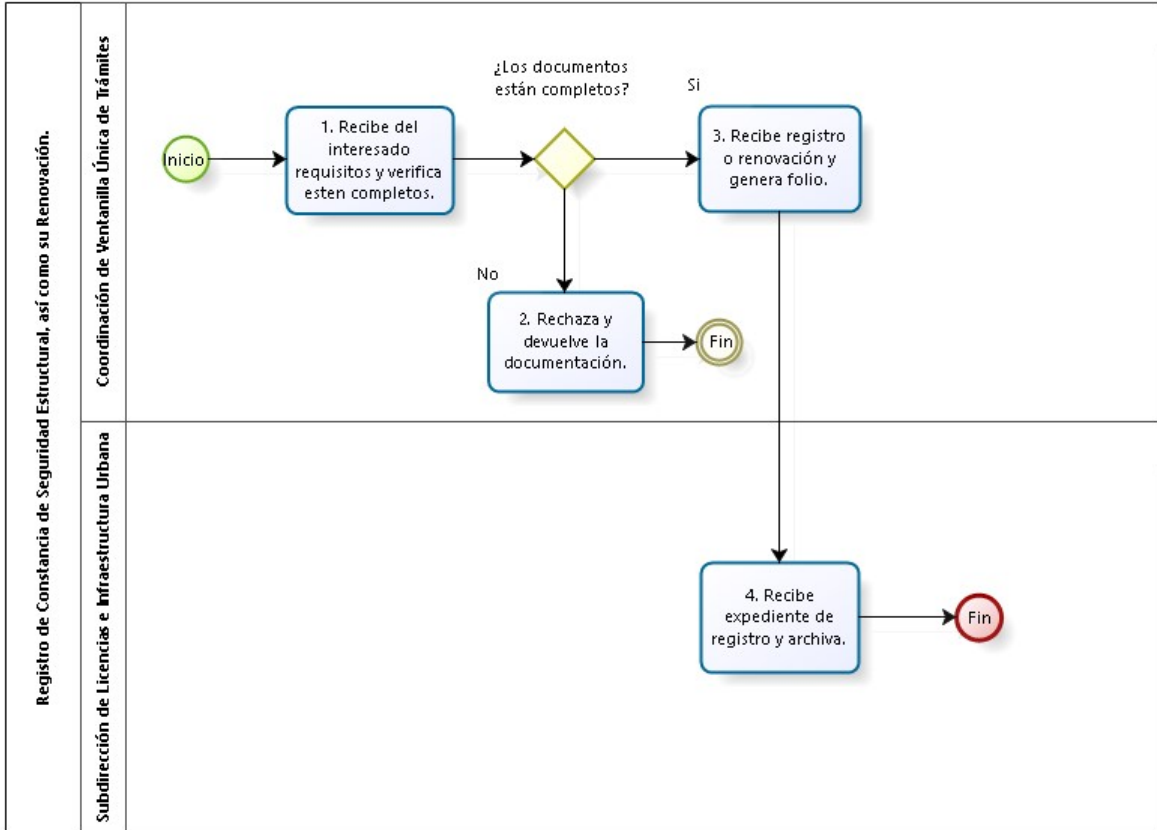 Registro de Constancia de Seguridad Estructural, así como su Renovación.
Coordinación de Ventanilla Única de Trámites
Inicio
1. Recibe del
interesado
requisitos y verifica
esten completos.
¿Los documentos
están completos?
Si
3. Recibe registro
o renovación y
genera folio.
No
2. Rechaza y
devuelve la
documentación.
Fin
Subdirección de Licencias e Infraestructura Urbana
4. Recibe
expediente de
registro y archiva.
Fin